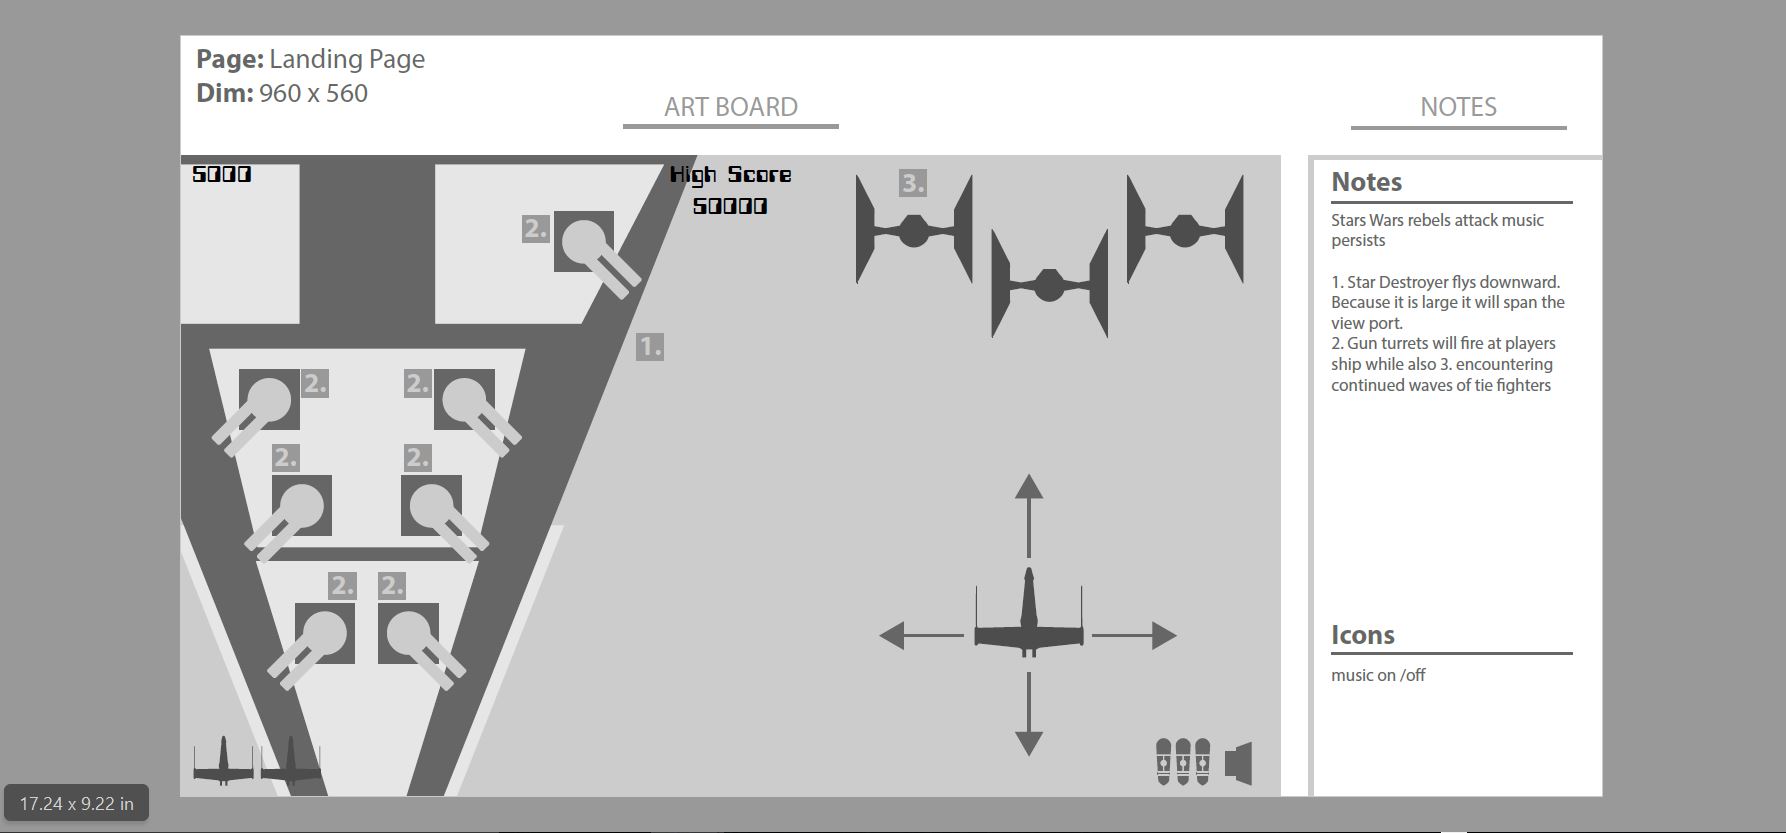 Page: Landing Page
Dim: 960 x 560
ART BOARD
NOTES
5000
High Score
50000
3.
2.
1.
2.
2.
2.
2.
2.
2.
Notes
Stars Wars rebels attack music
persists
1. Star Destroyer flys downward.
Because it is large it will span the
view port.
2. Gun turrets will fire at players
ship while also 3. encountering
continued waves of tie fighters
Icons
music on /off
17.24 x 9.22 in